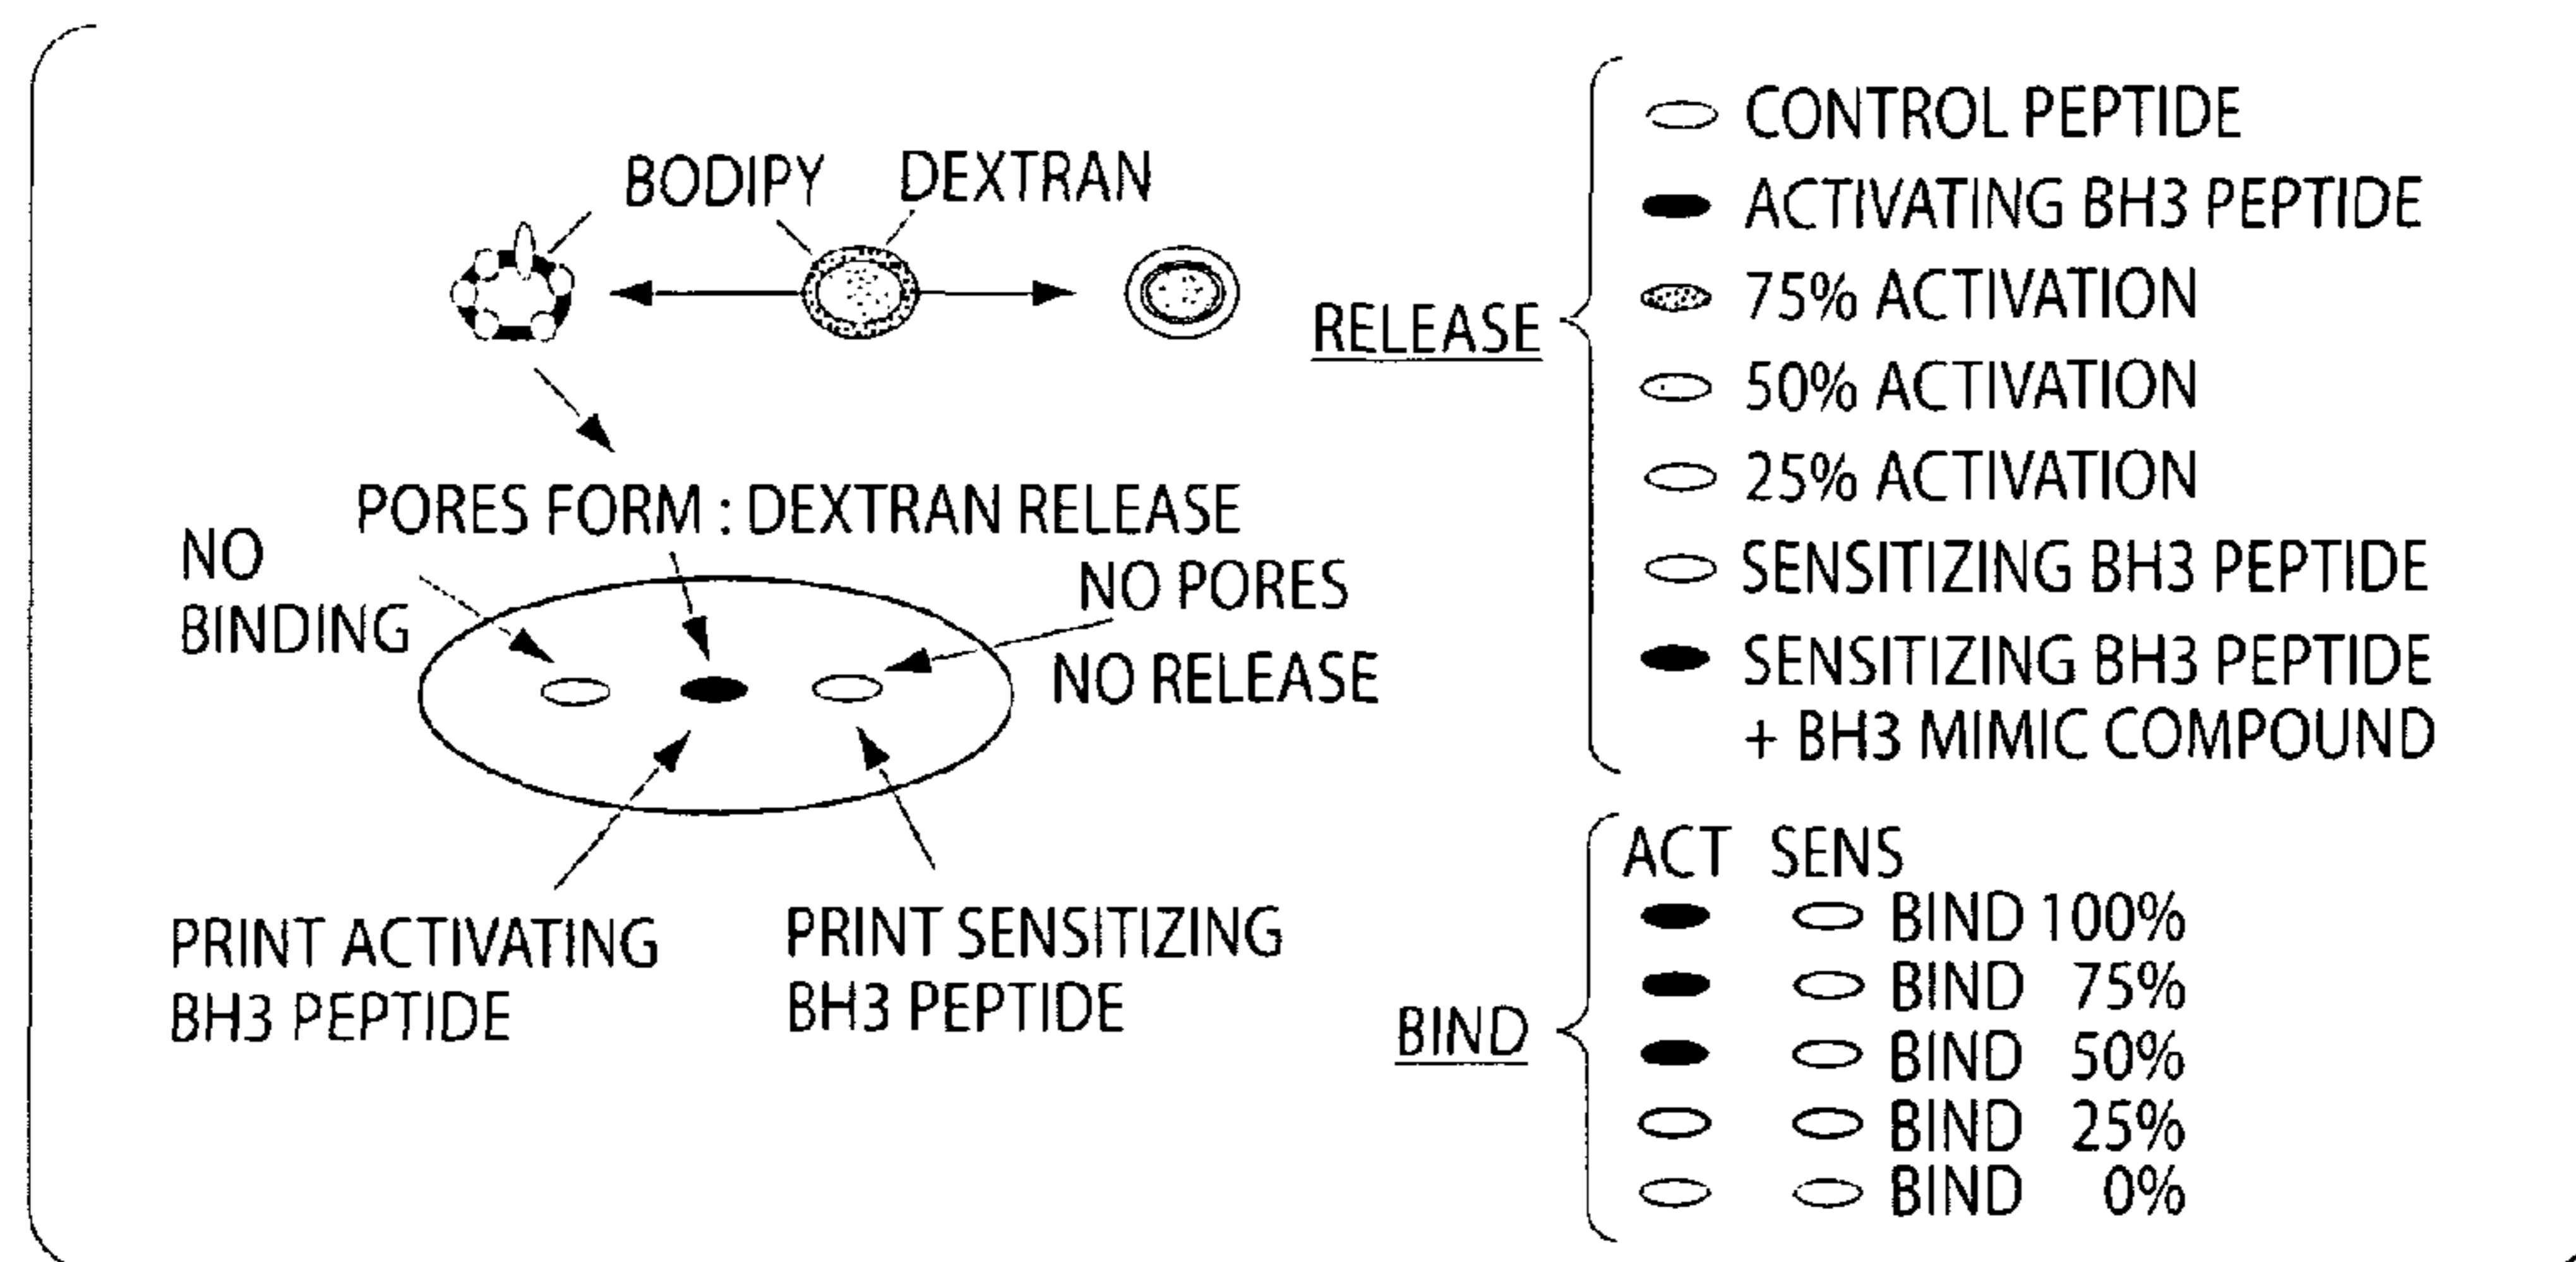 BODIPY DEXTRAN
PORES FORM : DEXTRAN RELEASE
NO
BINDING
NO PORES
NO RELEASE
PRINT ACTIVATING
BH3 PEPTIDE
PRINT SENSITIZING
BH3 PEPTIDE
RELEASE
CONTROL PEPTIDE
ACTIVATING BH3 PEPTIDE
75% ACTIVATION
50% ACTIVATION
25% ACTIVATION
SENSITIZING BH3 PEPTIDE
SENSITIZING BH3 PEPTIDE
+ BH3 MIMIC COMPOUND
BIND
ACT SENS
BIND 100%
BIND 75%
BIND 50%
BIND 25%
BIND 0%